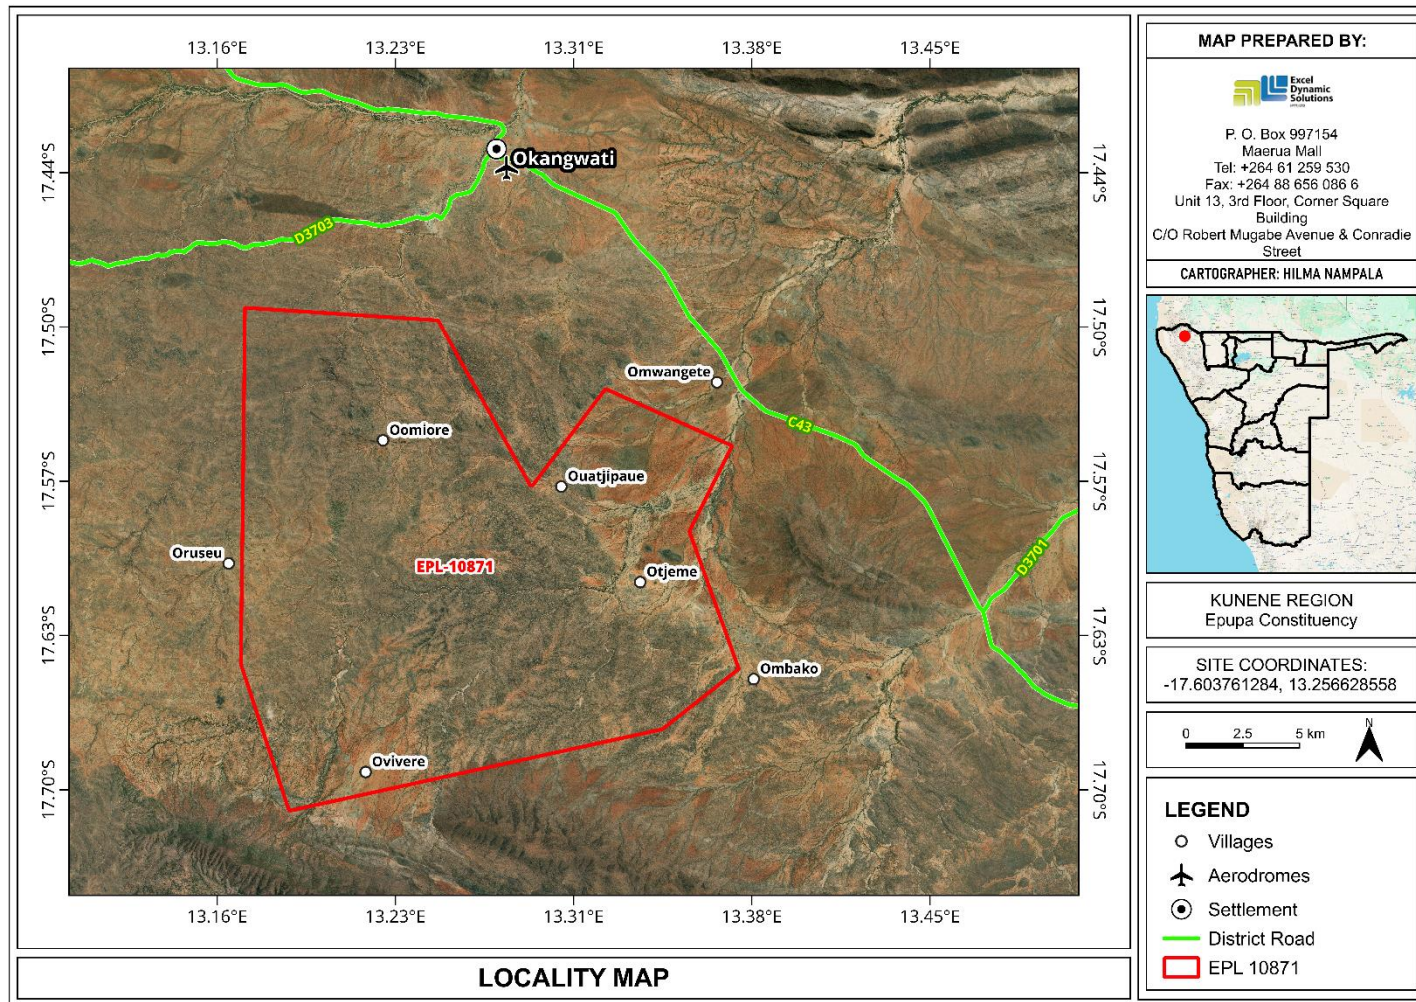 13.16°E 13.23°E 13.31°E 13.38°E 13.45°E
17.44°S 17.44°S
17.50°S 17.50°S
17.57°S 17.57°S
17.63°S 17.63°S
17.70°S 17.70°S
13.16°E 13.23°E 13.31°E 13.38°E 13.45°E
Okangwati
D3703
Omwangete
C43
Oomiore
Ouatjipaue
Oruseu
EPL-10871
Otjeme
D3701
Ombako
Ovivere
LOCALITY MAP
MAP PREPARED BY:
Excel
Dynamic
Solutions
P. O. Box 997154
Maerua Mall
Tel: +264 61 259 530
Fax: +264 88 656 086 6
Unit 13, 3rd Floor, Corner Square
Building
C/O Robert Mugabe Avenue & Conradie
Street
CARTOGRAPHER: HILMA NAMPALA
KUNENE REGION
Epupa Constituency
SITE COORDINATES:
-17.603761284, 13.256628558
0 2.5 5 km
N
LEGEND
Villages
Aerodromes
Settlement
District Road
EPL 10871